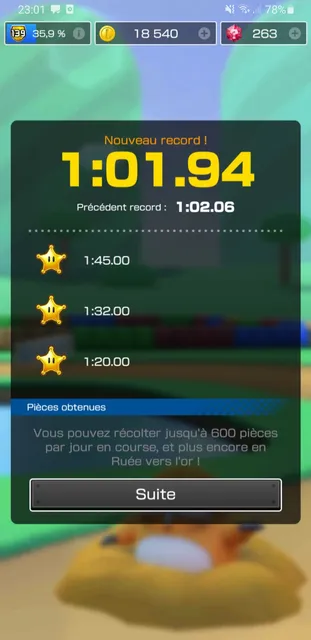 23:01 78%
139 35,9 % 18 540 263
Nouveau record !
1:01.94
Précédent record : 1:02.06
1:45.00
1:32.00
1:20.00
Pièces obtenues
Vous pouvez récolter jusqu'à 600 pièces
par jour en course, et plus encore en
Ruée vers l'or !
Suite